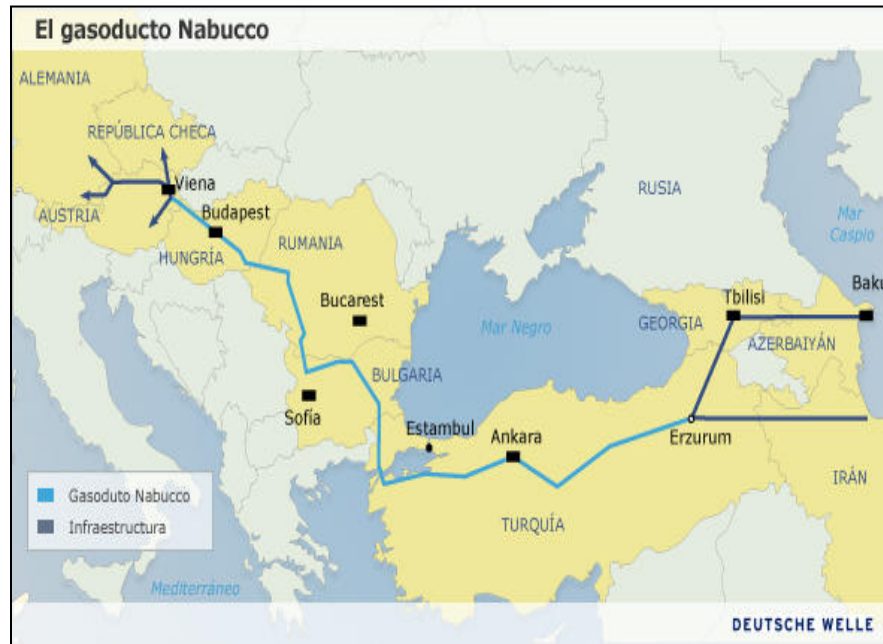 El gasoducto Nabucco
ALEMANIA
REPÚBLICA CHECA
Viena
AUSTRIA
Budapest
HUNGRÍA
RUMANIA
Bucarest
RUSIA
Mar
Caspio
Mar Negro
Tbilisi
Baku
GEORGIA
AZERBAIYÁN
BULGARIA
Sofía
Estambul
Ankara
Erzurum
IRÁN
TURQUÍA
Gasoduto Nabucco
Infraestructura
Mediterráneo
DEUTSCHE WELLE